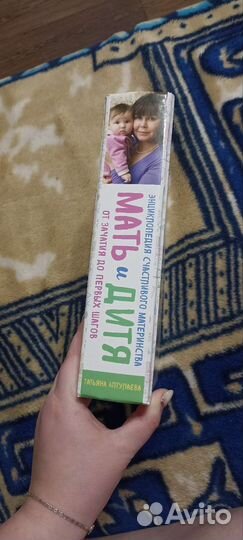 ЭНЦИКЛОПЕДИЯ СЧАСТЛИВОГО МАТЕРИНСТВА
МАТЬ и ДИТЯ
ОТ ЗАЧАТИЯ ДО ПЕРВЫХ ШАГОВ
ТАТЬЯНА АПТУЛАЕВА
Avito